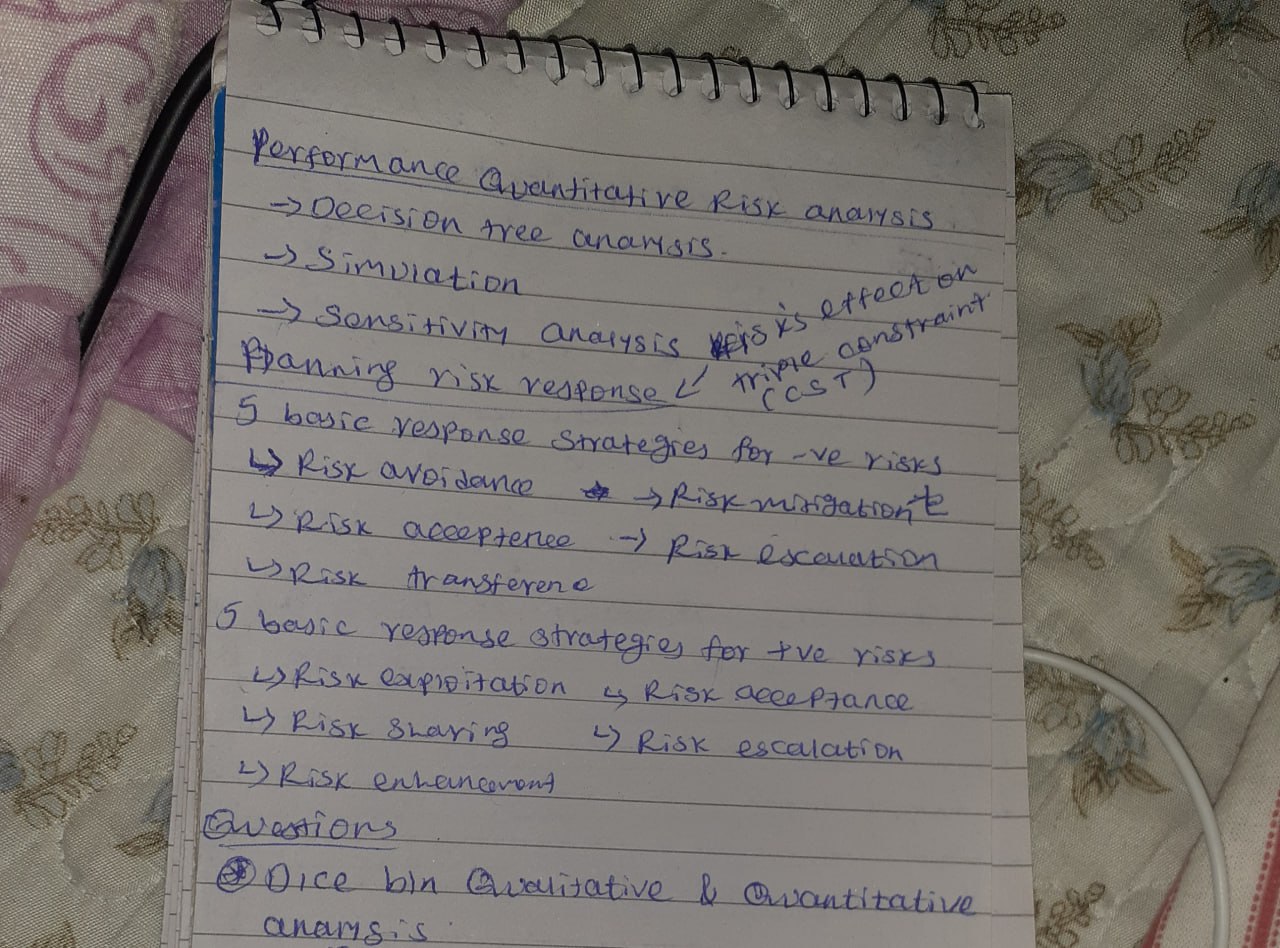 Performance Quantitative Risk analysis
→ Decision tree analysis.
→ Simulation
→ Sensitivity analysis
risks effect on
triple constraint
(CST)
Planning risk response ↙
5 basic response strategies for -ve risks
↳ Risk avoidance → Risk mitigation
↳ Risk acceptence → Risk escalation
↳ Risk transferene
5 basic response strategies for +ve risks
↳ Risk exploitation ↳ Risk acceptance
↳ Risk sharing ↳ Risk escalation
↳ Risk enhancement
Questions
Dice b/n Qualitative & Quantitative
analysis.